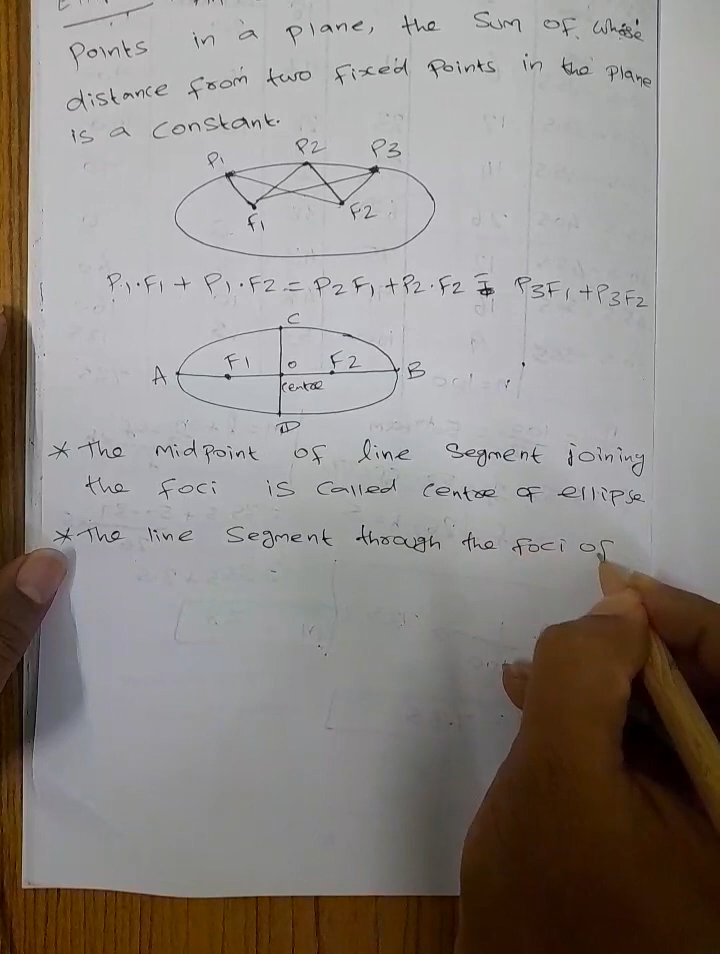 Points in a plane, the sum of whose
distance from two fixed points in the plane
is a constant.
P1 P2 P3
F1 F2
P1.F1 + P1.F2 = P2F1 + P2.F2 = P3F1 + P3F2
C
A F1 O F2 B
centre
D
* The midpoint of line segment joining
the foci is called centre of ellipse
* The line segment through the foci of